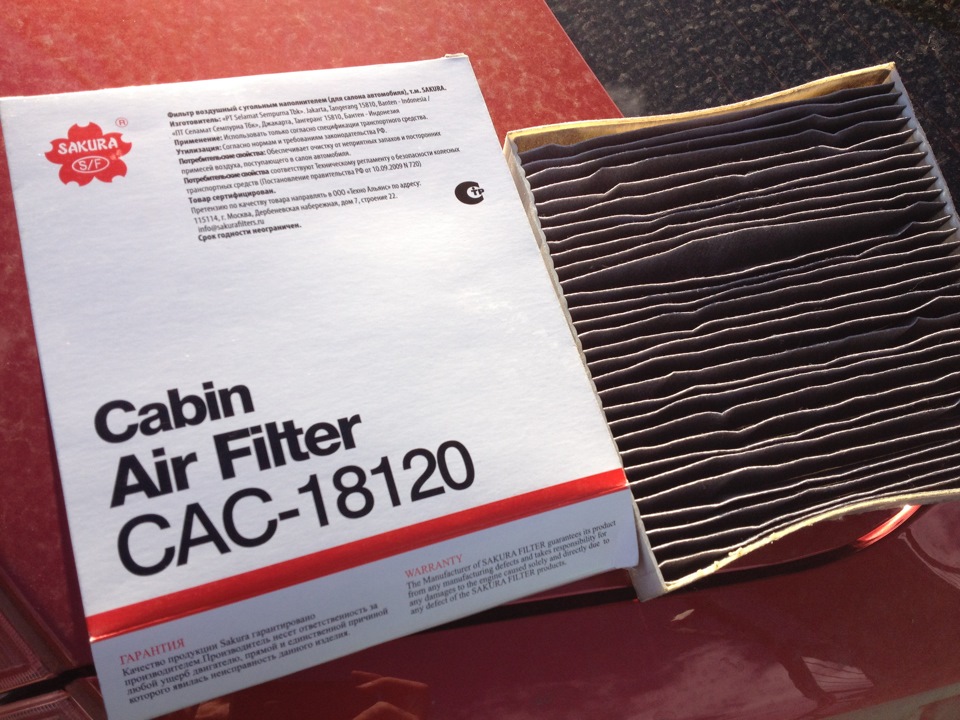 SAKURA
®
S/F
Фильтр воздушный с угольным наполнителем (для салона автомобиля), т.м. SAKURA.
Изготовитель: «PT Selamat Sempurna Tbk». Jakarta, Tangerang 15810, Banten - Indonesia /
«ПТ Селамат Семпурна Тбк», Джакарта, Тангеранг 15810, Бантен - Индонезия
Применение: Использовать только согласно спецификации транспортного средства.
Утилизация: Согласно нормам и требованиям законодательства РФ.
Потребительские свойства: Обеспечивает очистку от неприятных запахов и посторонних
примесей воздуха, поступающего в салон автомобиля.
Потребительские свойства соответствуют Техническому регламенту о безопасности колесных
транспортных средств (Постановление правительства РФ от 10.09.2009 N 720)
Товар сертифицирован.
Претензию по качеству товара направлять в ООО «Техно Альянс» по адресу:
115114, г. Москва, Дербеневская набережная, дом 7, строение 22.
info@sakurafilters.ru
Срок годности неограничен.
Cabin
Air Filter
CAC-18120
ГАРАНТИЯ
Качество продукции Sakura гарантировано
производителем.Производитель несет ответственность за
любой ущерб двигателю, прямой и единственной причиной
которого явилась неисправность данного изделия.
WARRANTY
The Manufacturer of SAKURA FILTER guarantees its product
from any manufacturing defects and takes responsibility for
any damages to the engine caused solely and directly due to
any defect of the SAKURA FILTER products.